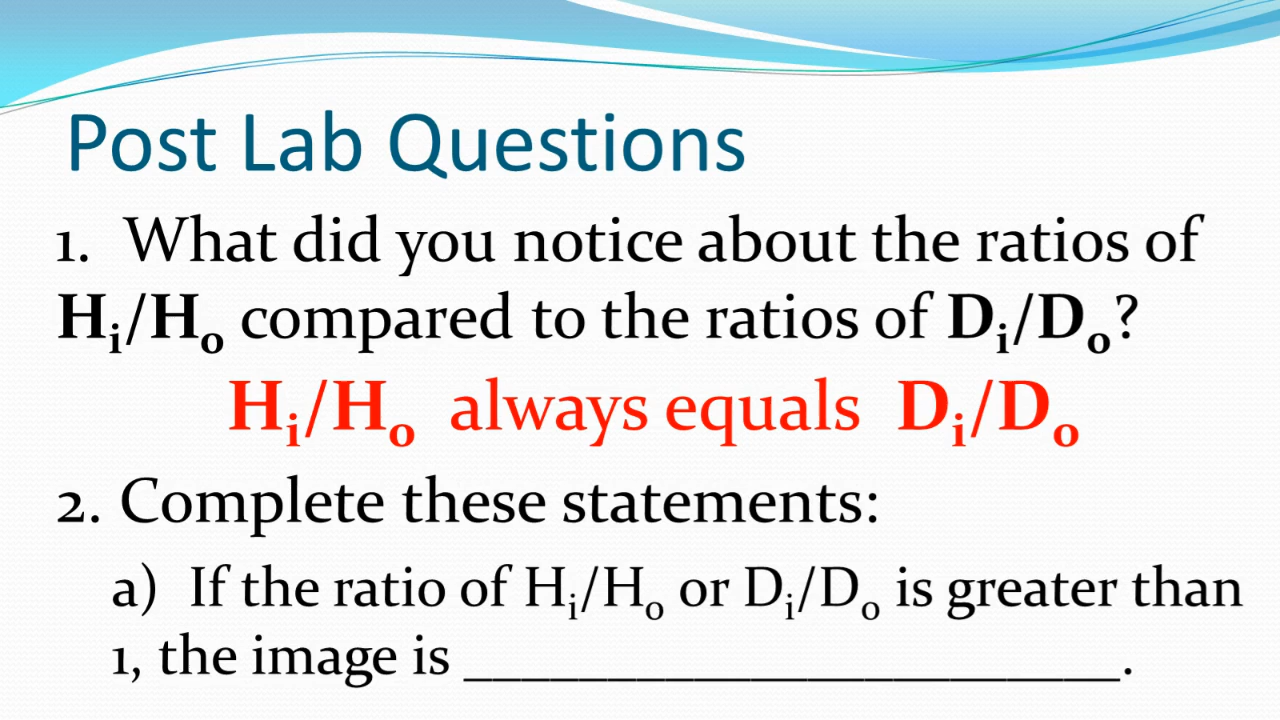 Post Lab Questions
1. What did you notice about the ratios of
Hi/Ho compared to the ratios of Di/Do?
Hi/Ho always equals Di/Do
2. Complete these statements:
a) If the ratio of Hi/Ho or Di/Do is greater than
1, the image is _______________________.